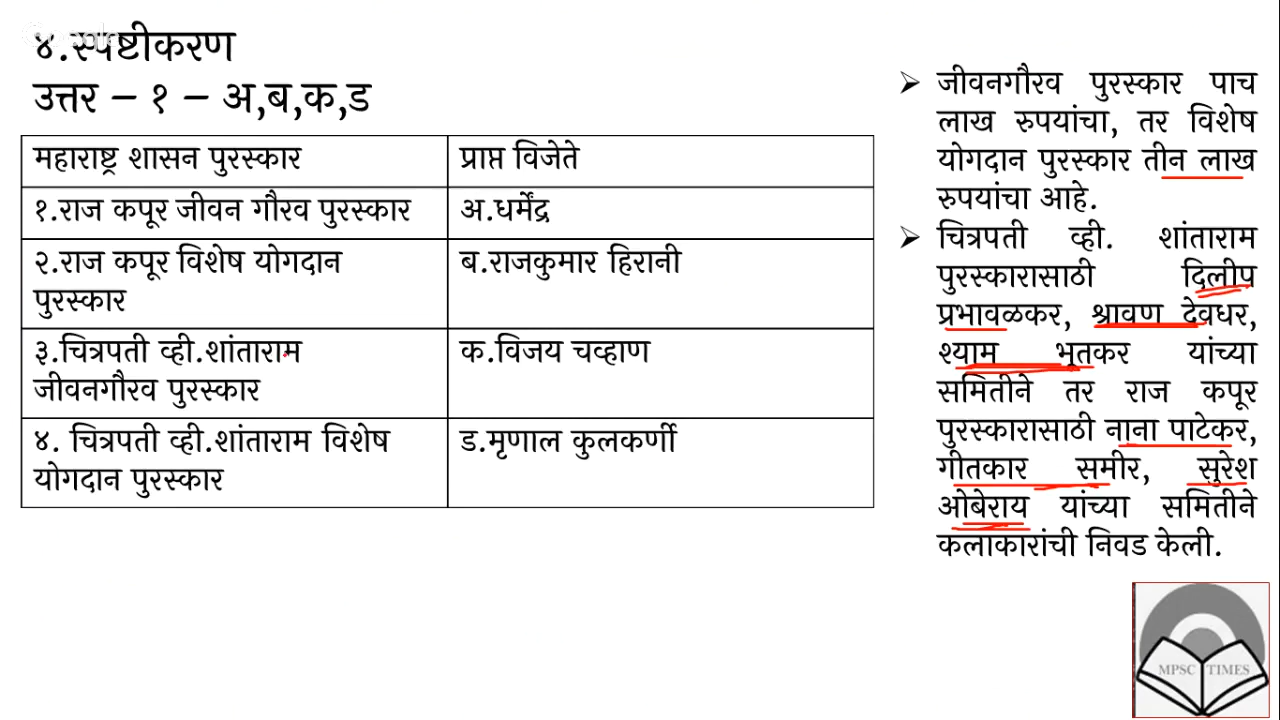 ४.स्पष्टीकरण
उत्तर – १ – अ,ब,क,ड
महाराष्ट्र शासन पुरस्कार
प्राप्त विजेते
१.राज कपूर जीवन गौरव पुरस्कार
अ.धर्मेंद्र
२.राज कपूर विशेष योगदान
पुरस्कार
ब.राजकुमार हिरानी
३.चित्रपती व्ही.शांताराम
जीवनगौरव पुरस्कार
क.विजय चव्हाण
४. चित्रपती व्ही.शांताराम विशेष
योगदान पुरस्कार
ड.मृणाल कुलकर्णी
➢ जीवनगौरव पुरस्कार पाच
लाख रुपयांचा, तर विशेष
योगदान पुरस्कार तीन लाख
रुपयांचा आहे.
➢ चित्रपती व्ही. शांताराम
पुरस्कारासाठी दिलीप
प्रभावळकर, श्रावण देवधर,
श्याम भूतकर यांच्या
समितीने तर राज कपूर
पुरस्कारासाठी नाना पाटेकर,
गीतकार समीर, सुरेश
ओबेराय यांच्या समितीने
कलाकारांची निवड केली.
MPSC TIMES